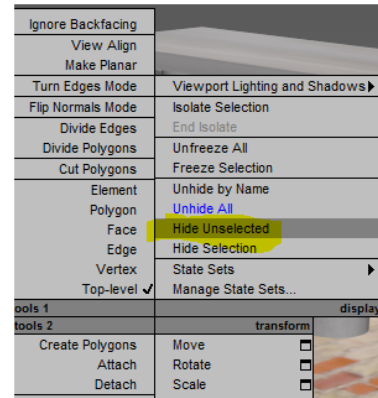 Ignore Backfacing
View Align
Make Planar
Turn Edges Mode Viewport Lighting and Shadows
Flip Normals Mode Isolate Selection
End Isolate
Divide Edges Unfreeze All
Divide Polygons Freeze Selection
Cut Polygons
Element Unhide by Name
Polygon Unhide All
Face Hide Unselected
Edge Hide Selection
Vertex State Sets
Top-level Manage State Sets...
ools 1 display
tools 2 transform
Create Polygons Move
Attach Rotate
Detach Scale